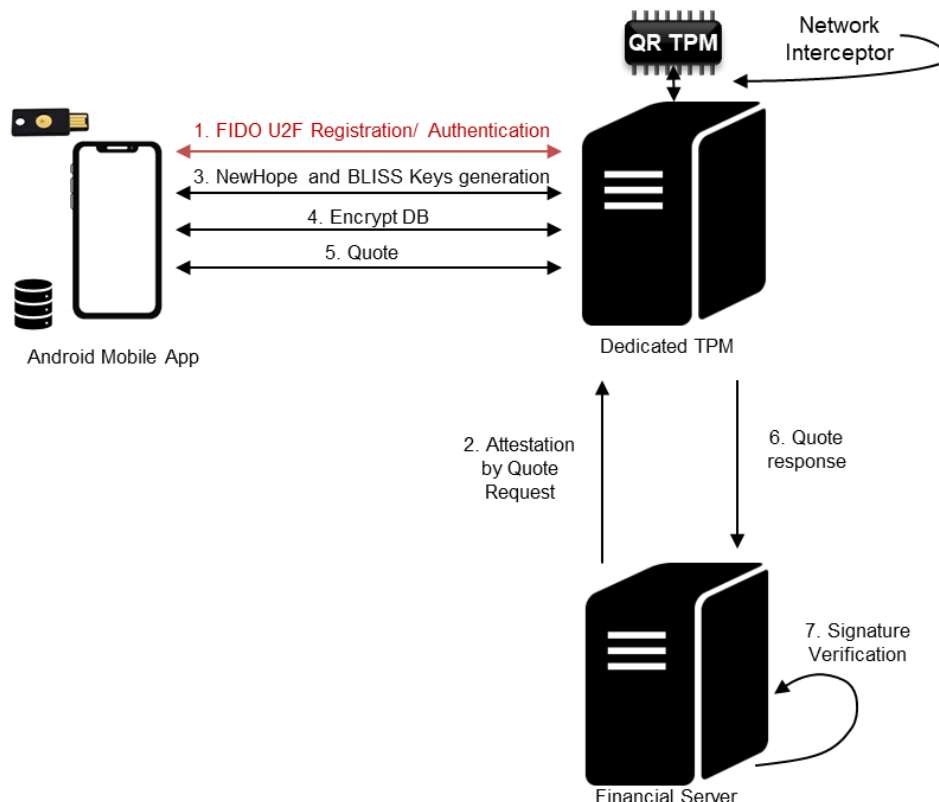 QR TPM
Network
Interceptor
1. FIDO U2F Registration/ Authentication
3. NewHope and BLISS Keys generation
4. Encrypt DB
5. Quote
Android Mobile App
Dedicated TPM
2. Attestation
by Quote
Request
6. Quote
response
7. Signature
Verification
Financial Server